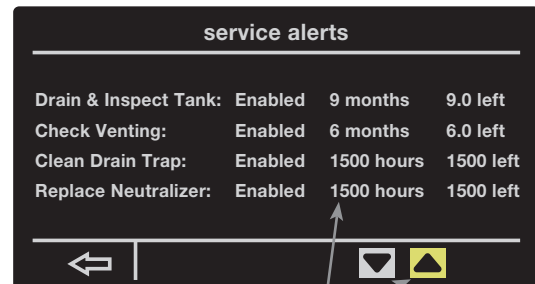 service alerts
Drain & Inspect Tank: Enabled 9 months 9.0 left
Check Venting: Enabled 6 months 6.0 left
Clean Drain Trap: Enabled 1500 hours 1500 left
Replace Neutralizer: Enabled 1500 hours 1500 left